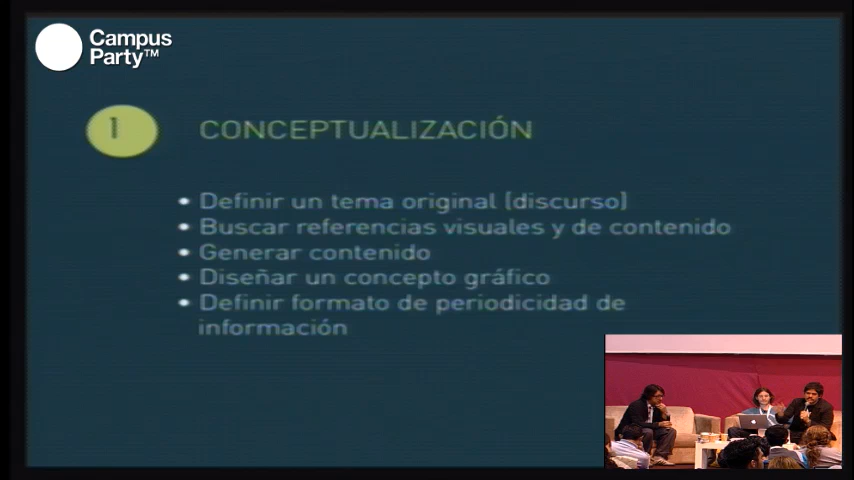 Campus
Party™
1
CONCEPTUALIZACIÓN
• Definir un tema original (discurso)
• Buscar referencias visuales y de contenido
• Generar contenido
• Diseñar un concepto gráfico
• Definir formato de periodicidad de
información